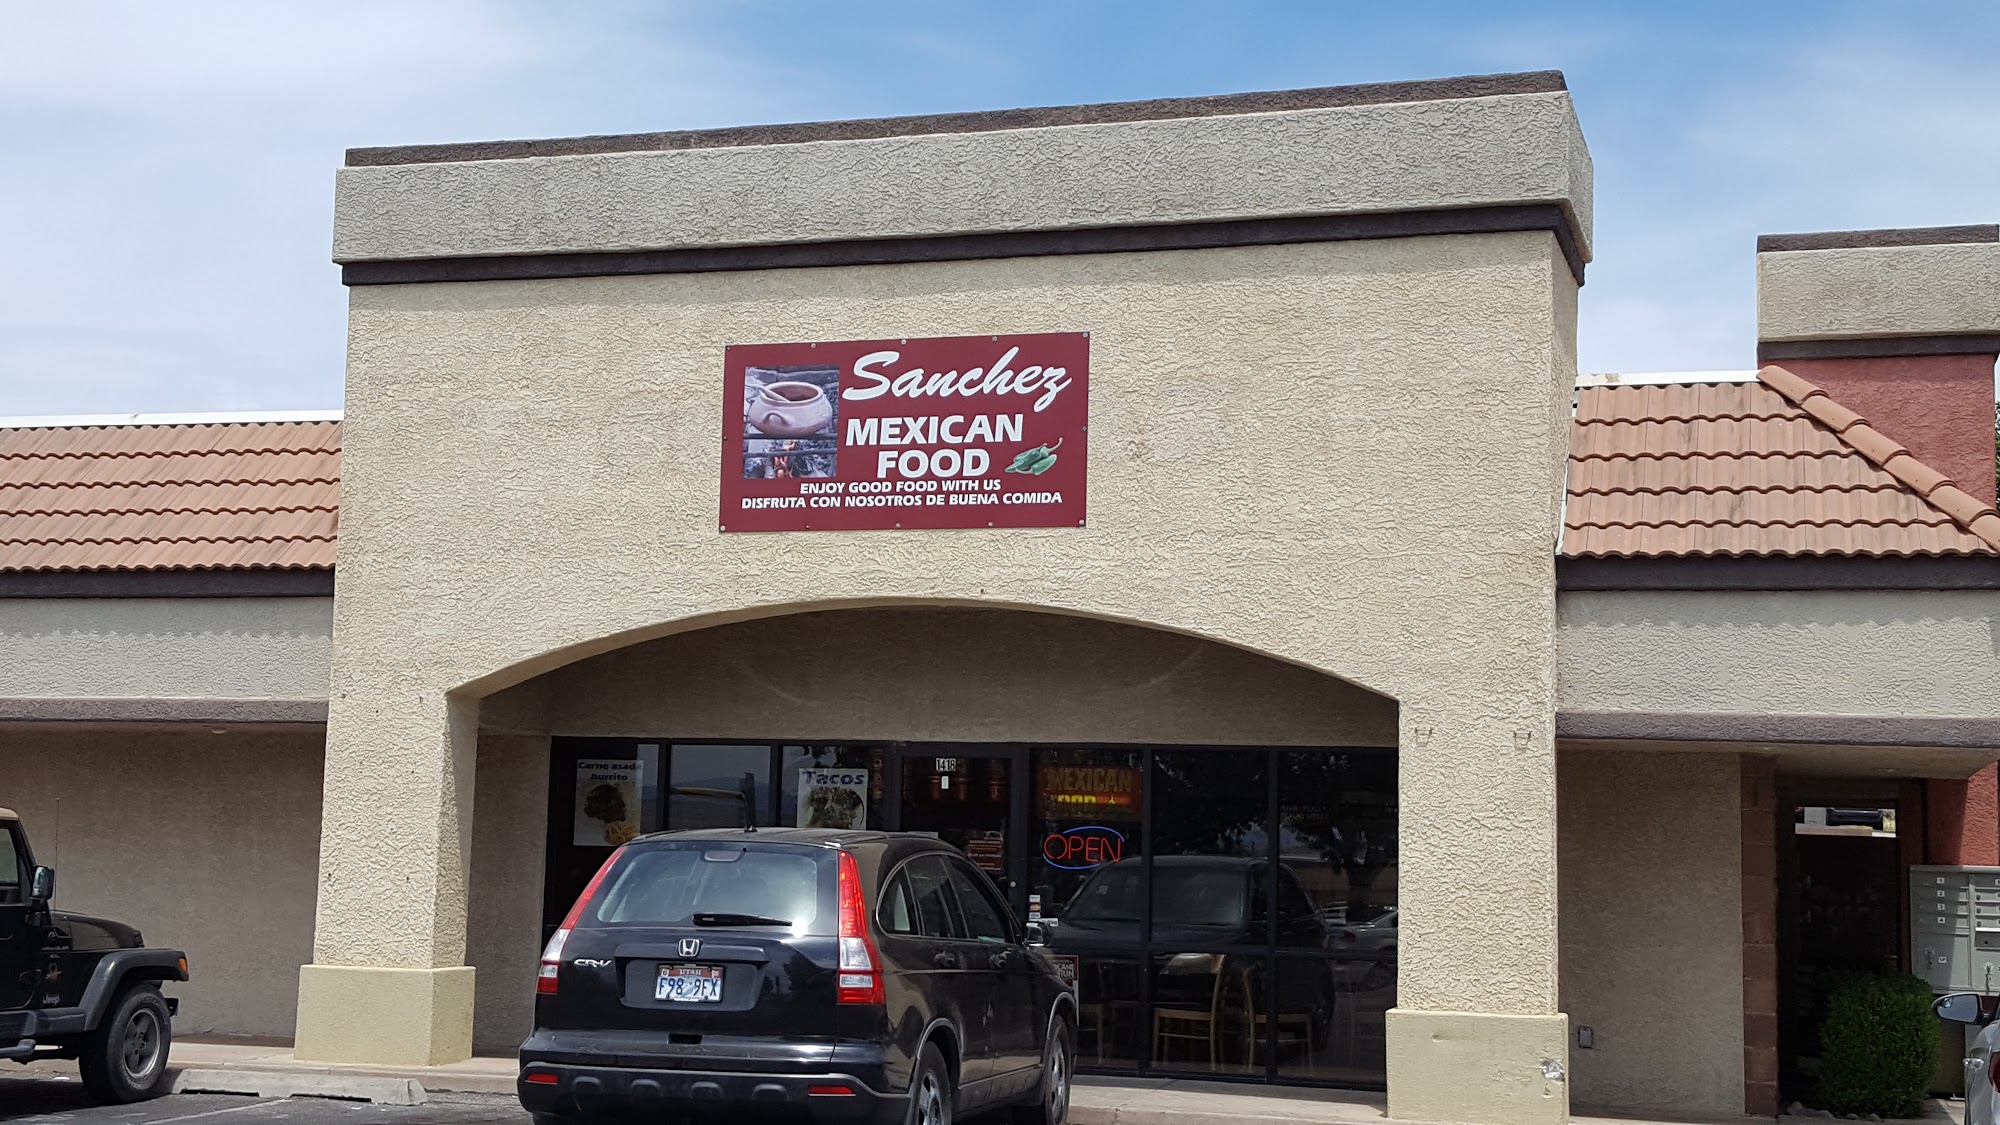 Sanchez
MEXICAN
FOOD
ENJOY GOOD FOOD WITH US
DISFRUTA CON NOSOTROS DE BUENA COMIDA
Carne asada
burrito
Tacos
1418
MEXICAN
FOOD
OPEN
CR-V
UTAH
F98 9FX
Jeep